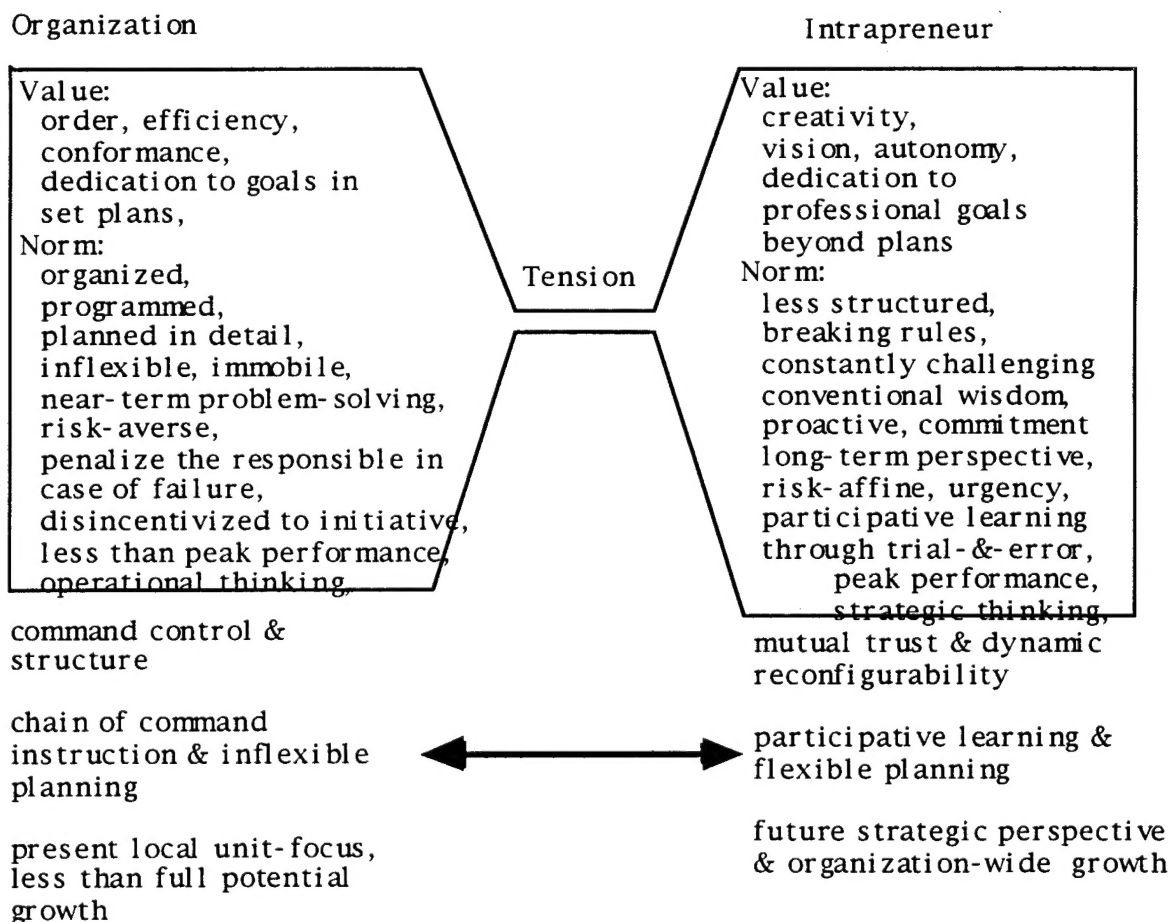 Organization
Value:
order, efficiency,
conformance,
dedication to goals in
set plans,
Norm:
organized,
programmed,
planned in detail,
inflexible, immobile,
near-term problem-solving,
risk-averse,
penalize the responsible in
case of failure,
disincentivized to initiative,
less than peak performance,
operational thinking,
command control &
structure
chain of command
instruction & inflexible
planning
present local unit-focus,
less than full potential
growth
Tension
Intrapreneur
Value:
creativity,
vision, autonomy,
dedication to
professional goals
beyond plans
Norm:
less structured,
breaking rules,
constantly challenging
conventional wisdom,
proactive, commitment
long-term perspective,
risk-affine, urgency,
participative learning
through trial-&-error,
peak performance,
strategic thinking,
mutual trust & dynamic
reconfigurability
participative learning &
flexible planning
future strategic perspective
& organization-wide growth